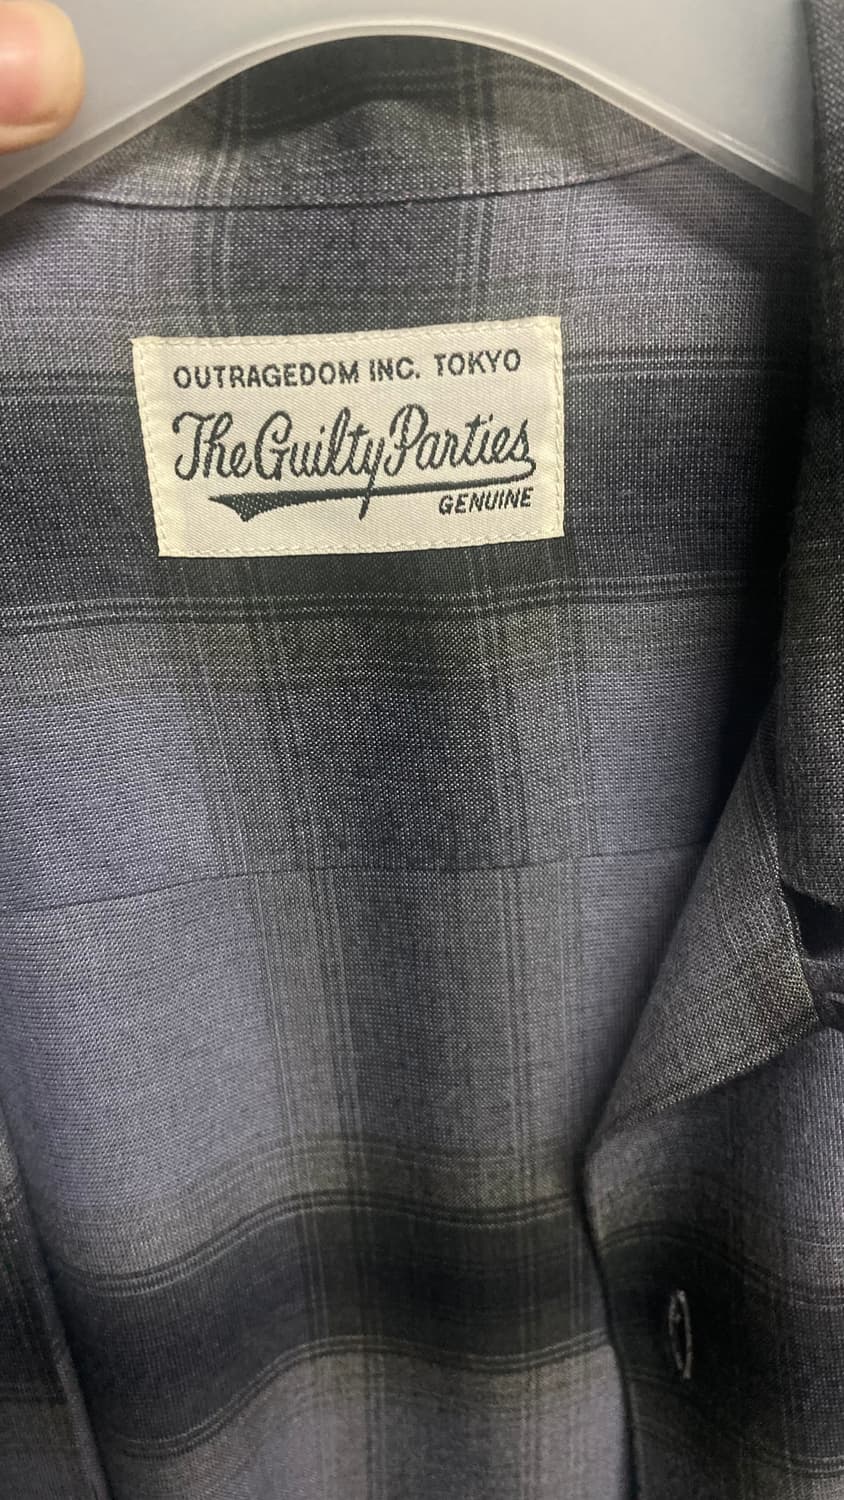 OUTRAGEDOM INC. TOKYO
The Guilty Parties
GENUINE